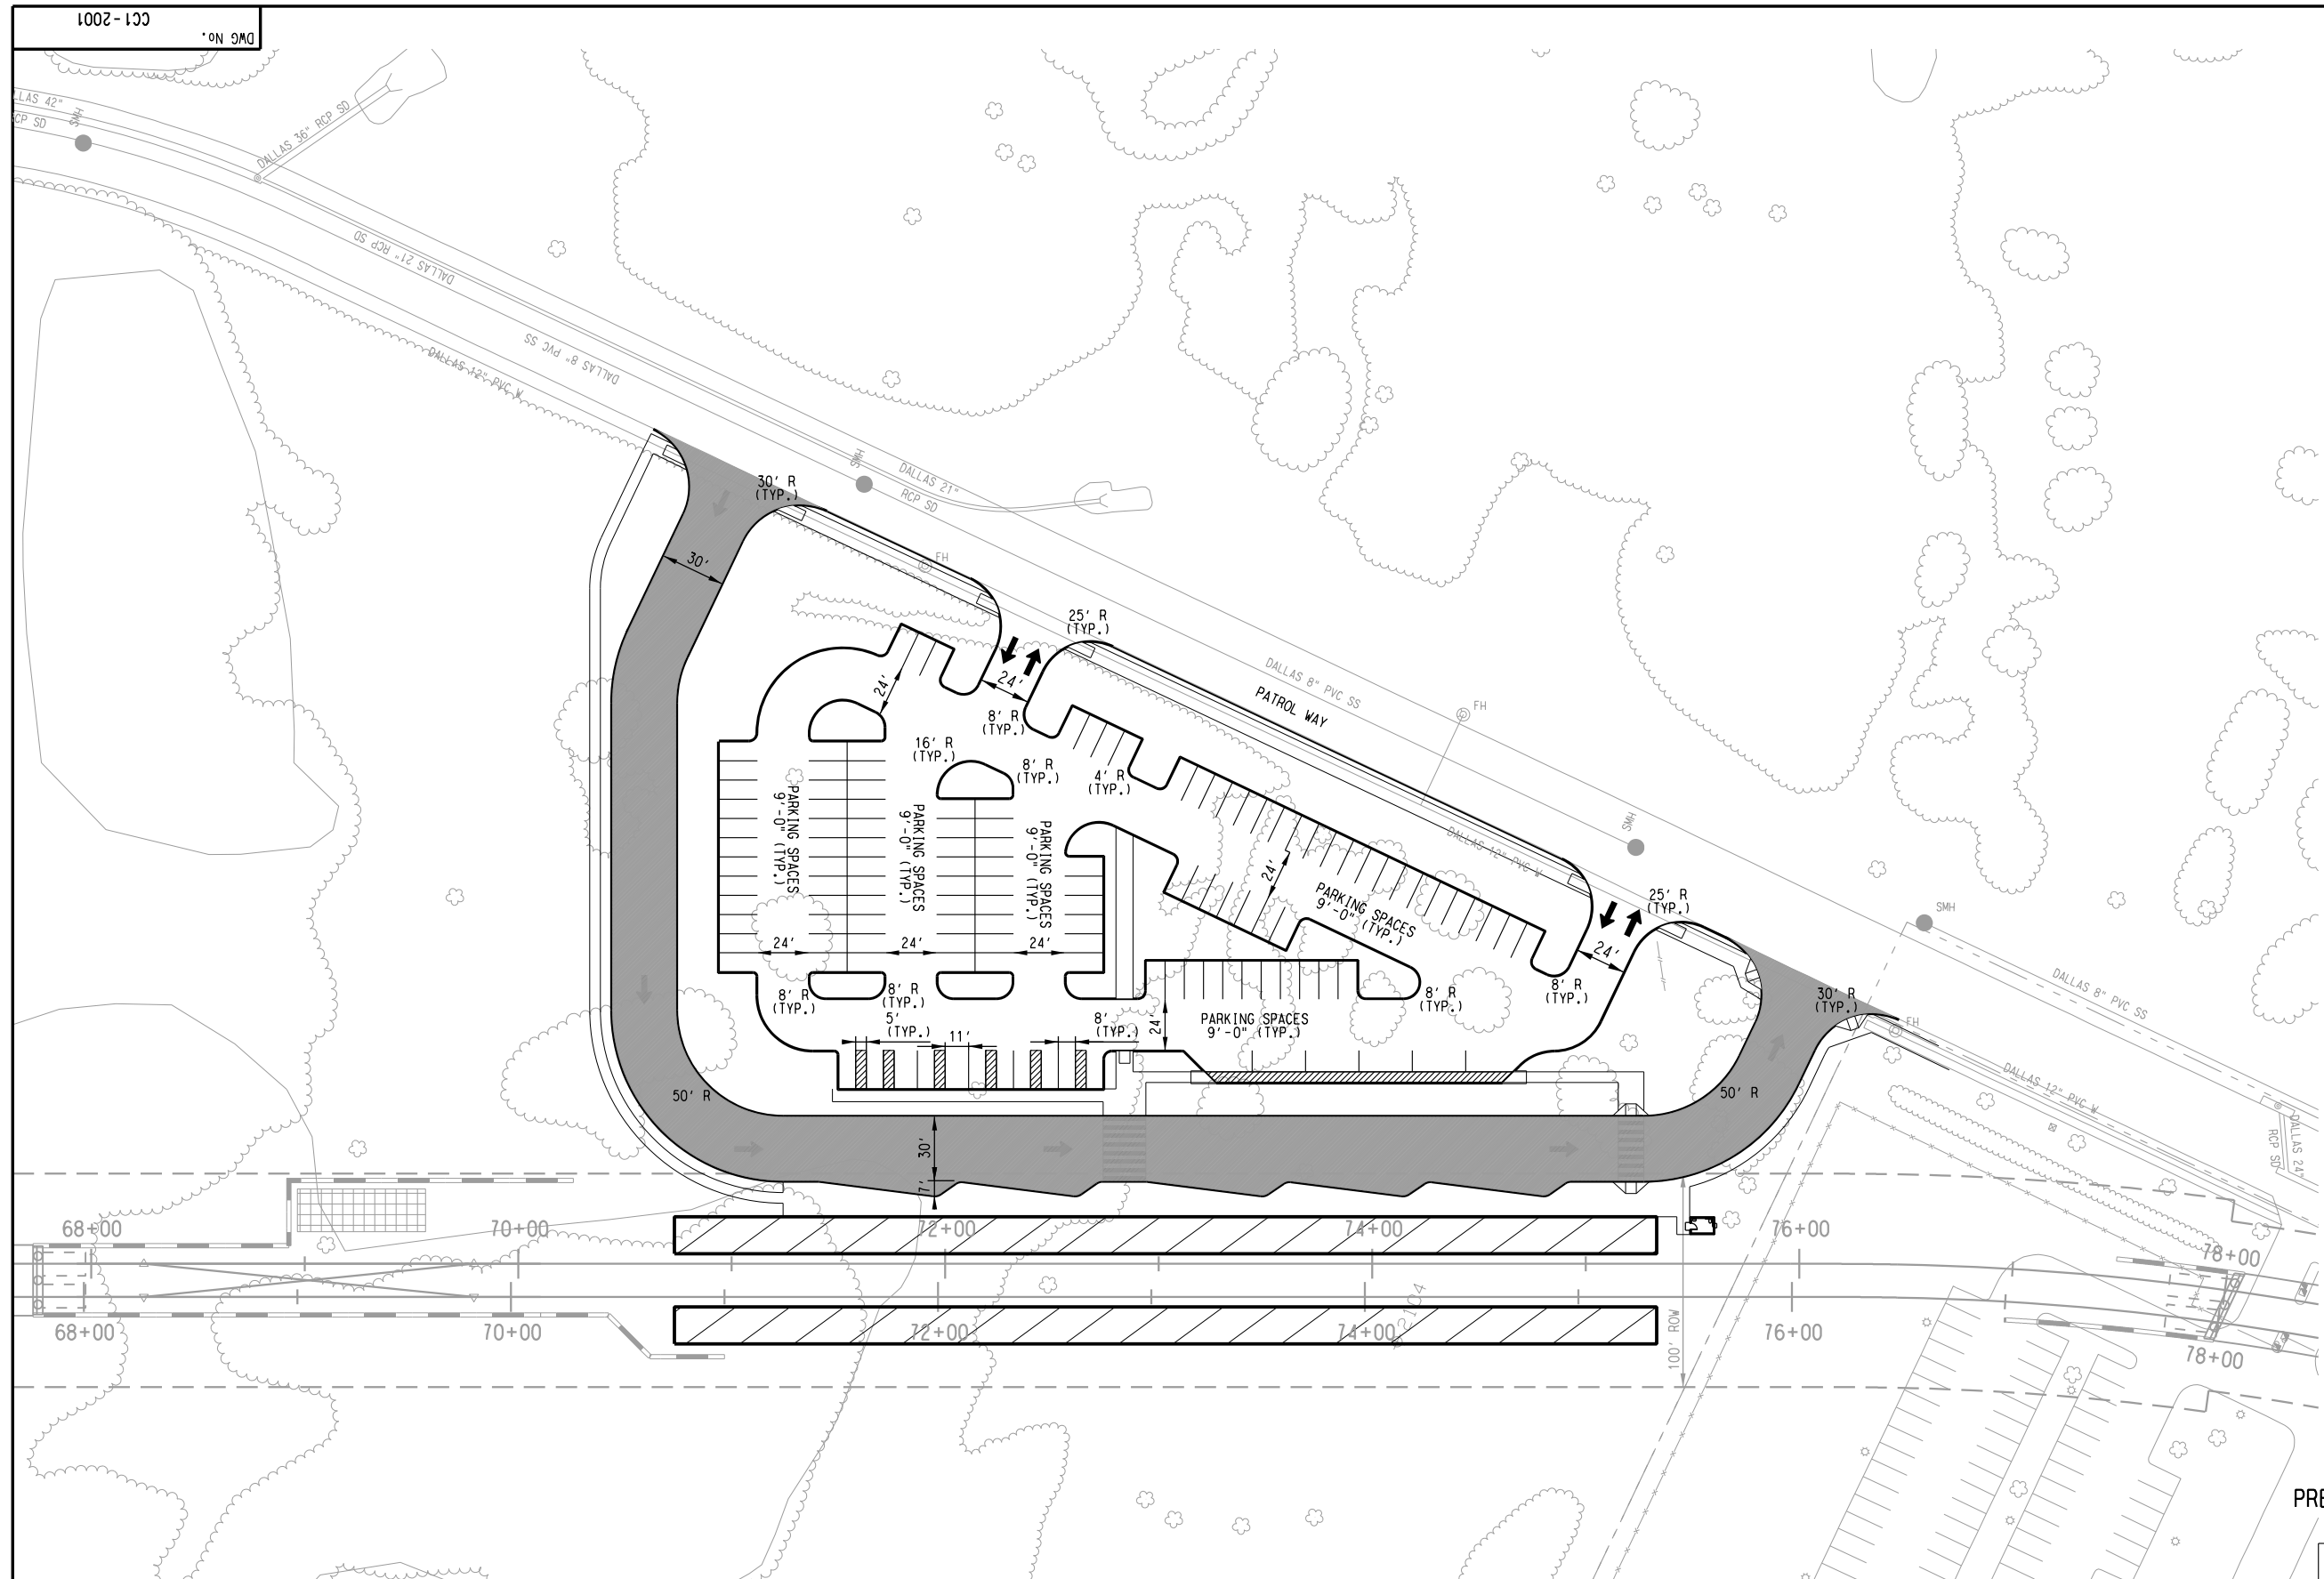 CC1-2001
DWG No.
LLAS 42"
CP SD
SMH
DALLAS 36" RCP SD
DALLAS 21" RCP SD
DALLAS 8" PVC SS
DALLAS 12" PVC W
SMH
DALLAS 21"
RCP SD
30' R
(TYP.)
30'
FH
25' R
(TYP.)
24'
24'
8' R
(TYP.)
DALLAS 8" PVC SS
PATROL WAY
FH
16' R
(TYP.)
8' R
(TYP.)
4' R
(TYP.)
PARKING SPACES
9'-0" (TYP.)
PARKING SPACES
9'-0" (TYP.)
PARKING SPACES
9'-0" (TYP.)
SMH
DALLAS 12" PVC W
24'
PARKING SPACES
9'-0" (TYP.)
25' R
(TYP.)
SMH
24'
24'
24'
24'
8' R
(TYP.)
8' R
(TYP.)
8' R
(TYP.)
8' R
(TYP.)
30' R
(TYP.)
FH
DALLAS 8" PVC SS
5'
(TYP.)
11'
8'
(TYP.)
24'
PARKING SPACES
9'-0" (TYP.)
50' R
50' R
DALLAS 12" PVC W
DALLAS 24"
RCP SD
30'
7'
68+00
70+00
72+00
74+00
76+00
78+00
68+00
70+00
72+00
74+00
76+00
78+00
100' ROW
PRE